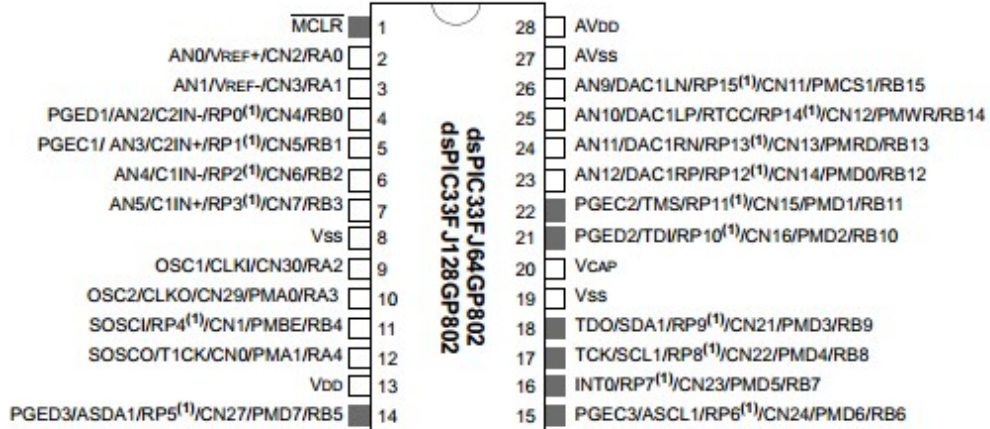 MCLR 1 28 AVDD
AN0/VREF+/CN2/RA0 2 27 AVSS
AN1/VREF-/CN3/RA1 3 26 AN9/DAC1LN/RP15(1)/CN11/PMCS1/RB15
PGED1/AN2/C2IN-/RP0(1)/CN4/RB0 4 25 AN10/DAC1LP/RTCC/RP14(1)/CN12/PMWR/RB14
PGEC1/ AN3/C2IN+/RP1(1)/CN5/RB1 5 24 AN11/DAC1RN/RP13(1)/CN13/PMRD/RB13
AN4/C1IN-/RP2(1)/CN6/RB2 6 23 AN12/DAC1RP/RP12(1)/CN14/PMD0/RB12
AN5/C1IN+/RP3(1)/CN7/RB3 7 22 PGEC2/TMS/RP11(1)/CN15/PMD1/RB11
VSS 8 21 PGED2/TDI/RP10(1)/CN16/PMD2/RB10
OSC1/CLKI/CN30/RA2 9 20 VCAP
OSC2/CLKO/CN29/PMA0/RA3 10 19 VSS
SOSCI/RP4(1)/CN1/PMBE/RB4 11 18 TDO/SDA1/RP9(1)/CN21/PMD3/RB9
SOSCO/T1CK/CN0/PMA1/RA4 12 17 TCK/SCL1/RP8(1)/CN22/PMD4/RB8
VDD 13 16 INT0/RP7(1)/CN23/PMD5/RB7
PGED3/ASDA1/RP5(1)/CN27/PMD7/RB5 14 15 PGEC3/ASCL1/RP6(1)/CN24/PMD6/RB6
dsPIC33FJ64GP802
dsPIC33FJ128GP802